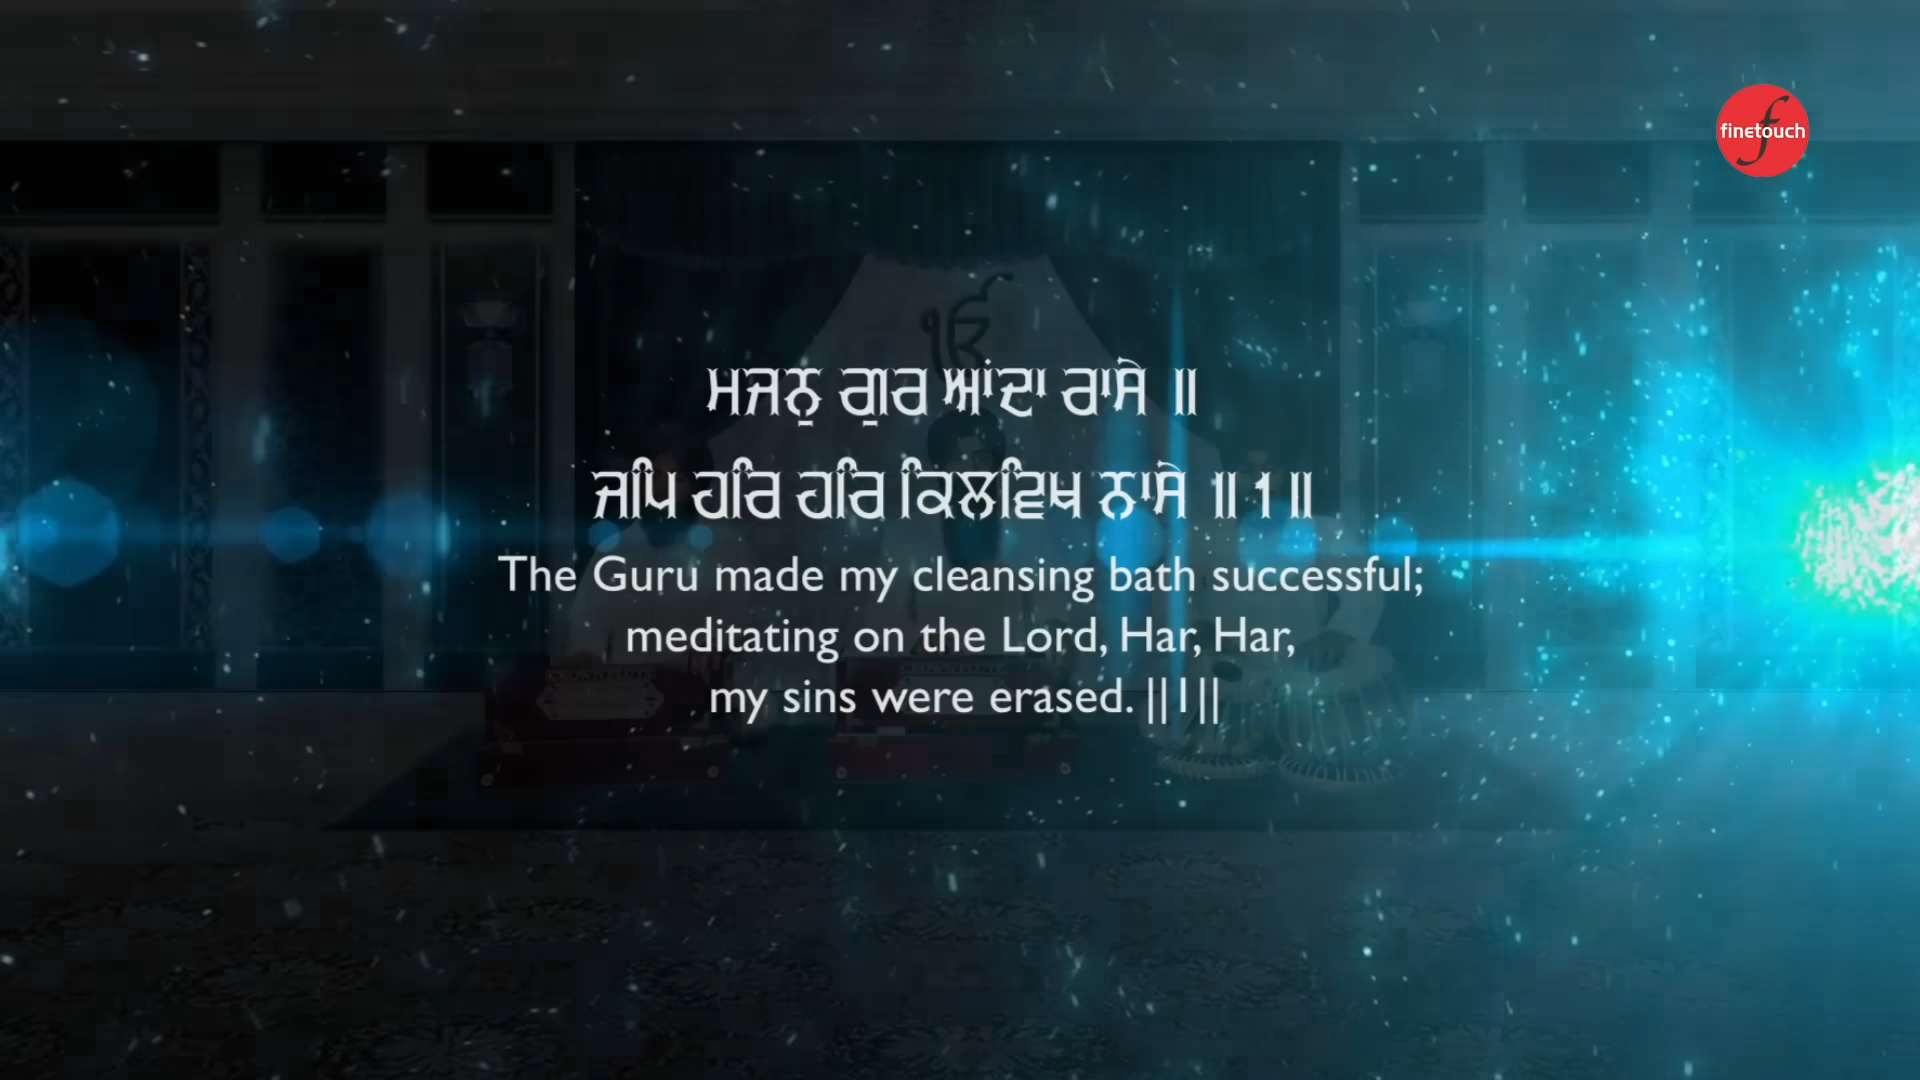 finetouch
ੴ
ਮਜਨੁ ਗੁਰ ਆਂਦਾ ਰਾਸੇ ॥
ਜਪਿ ਹਰਿ ਹਰਿ ਕਿਲਵਿਖ ਨਾਸੇ ॥1॥
The Guru made my cleansing bath successful;
meditating on the Lord, Har, Har,
my sins were erased. ||1||